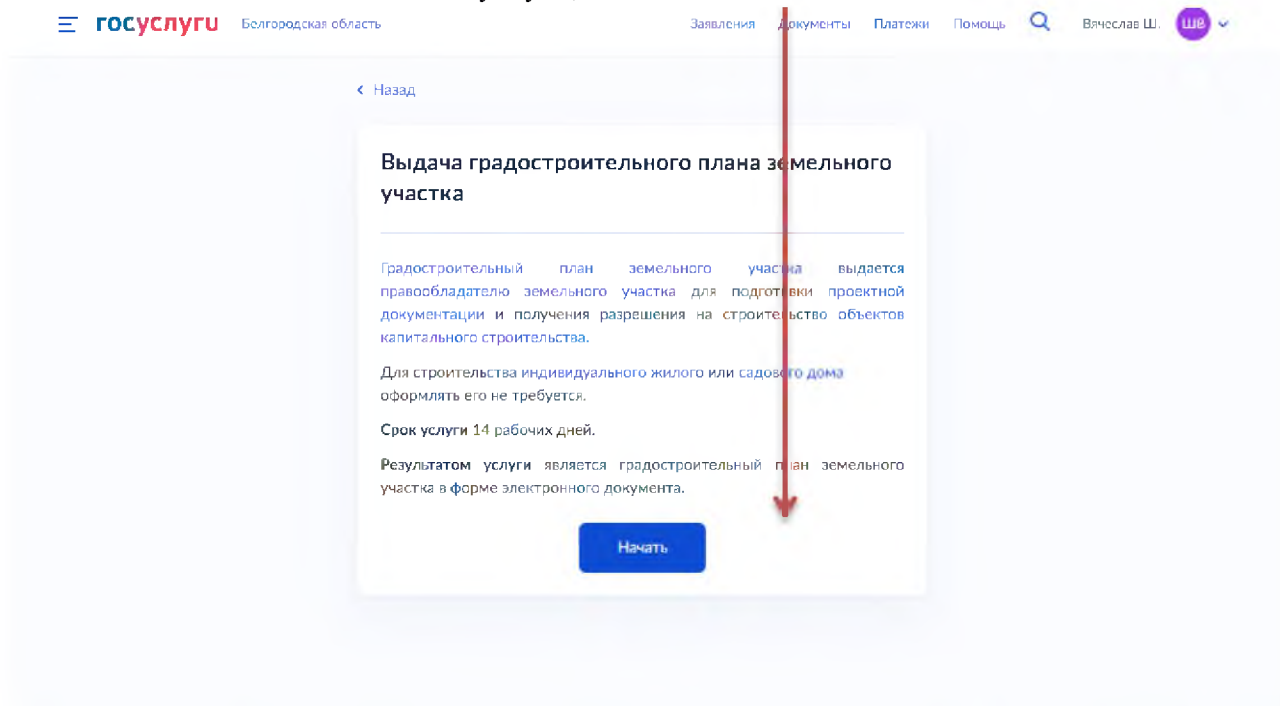 госуслуги Белгородская область Заявления Документы Платежи Помощь Вячеслав Ш. ШВ
Назад
Выдача градостроительного плана земельного
участка
Градостроительный план земельного участка выдается
правообладателю земельного участка для подготовки проектной
документации и получения разрешения на строительство объектов
капитального строительства.
Для строительства индивидуального жилого или садового дома
оформлять его не требуется.
Срок услуги 14 рабочих дней.
Результатом услуги является градостроительный план земельного
участка в форме электронного документа.
Начать